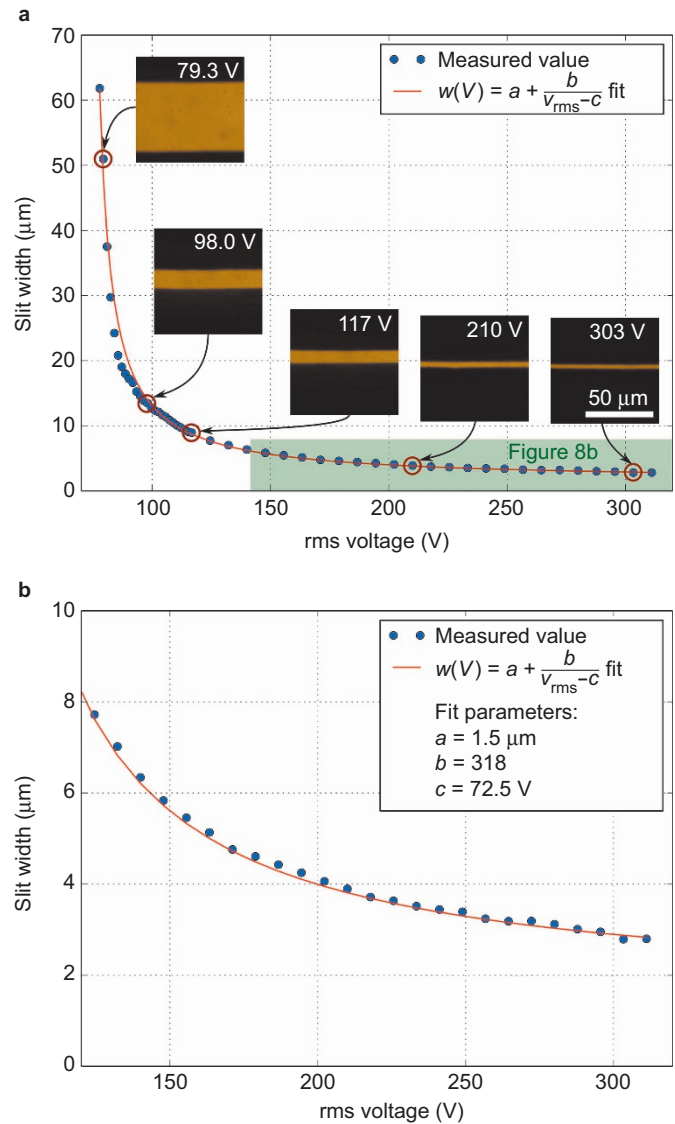 a
70
60
50
40
30
20
10
0
Slit width (μm)
100
150
200
250
300
rms voltage (V)
Measured value
w(V) = a + b/(v_rms–c) fit
79.3 V
98.0 V
117 V
210 V
303 V
50 μm
Figure 8b
b
10
8
6
4
2
0
Slit width (μm)
150
200
250
300
rms voltage (V)
Measured value
w(V) = a + b/(v_rms–c) fit
Fit parameters:
a = 1.5 μm
b = 318
c = 72.5 V